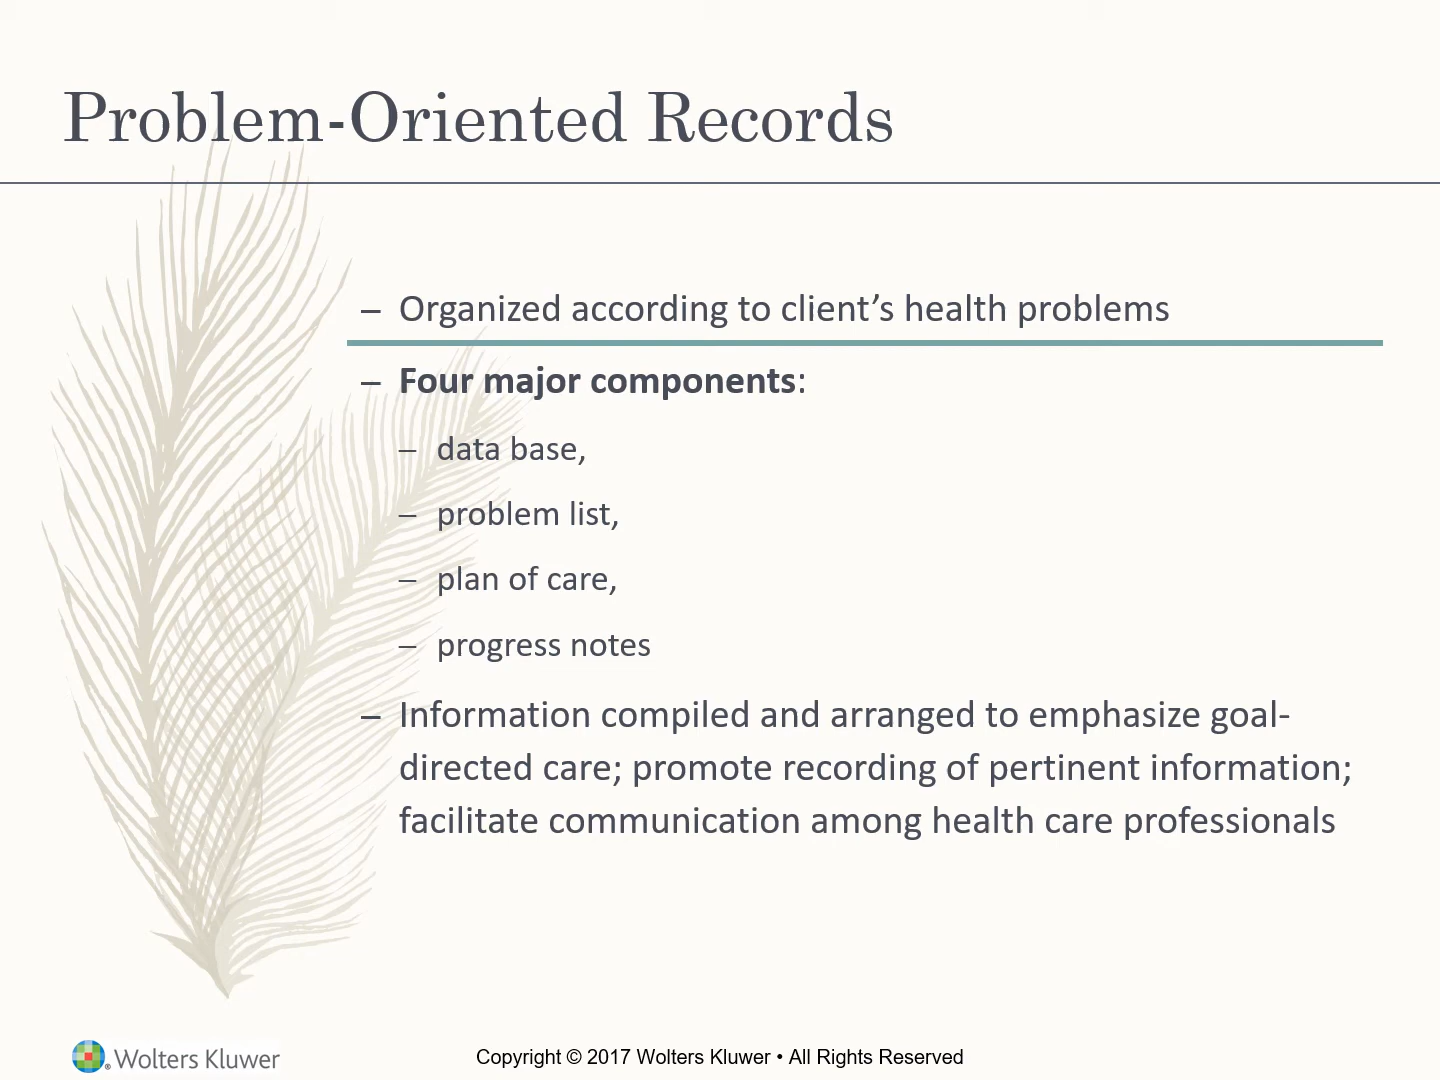 Problem-Oriented Records
– Organized according to client’s health problems
– Four major components:
– data base,
– problem list,
– plan of care,
– progress notes
– Information compiled and arranged to emphasize goal-
directed care; promote recording of pertinent information;
facilitate communication among health care professionals
Wolters Kluwer
Copyright © 2017 Wolters Kluwer • All Rights Reserved